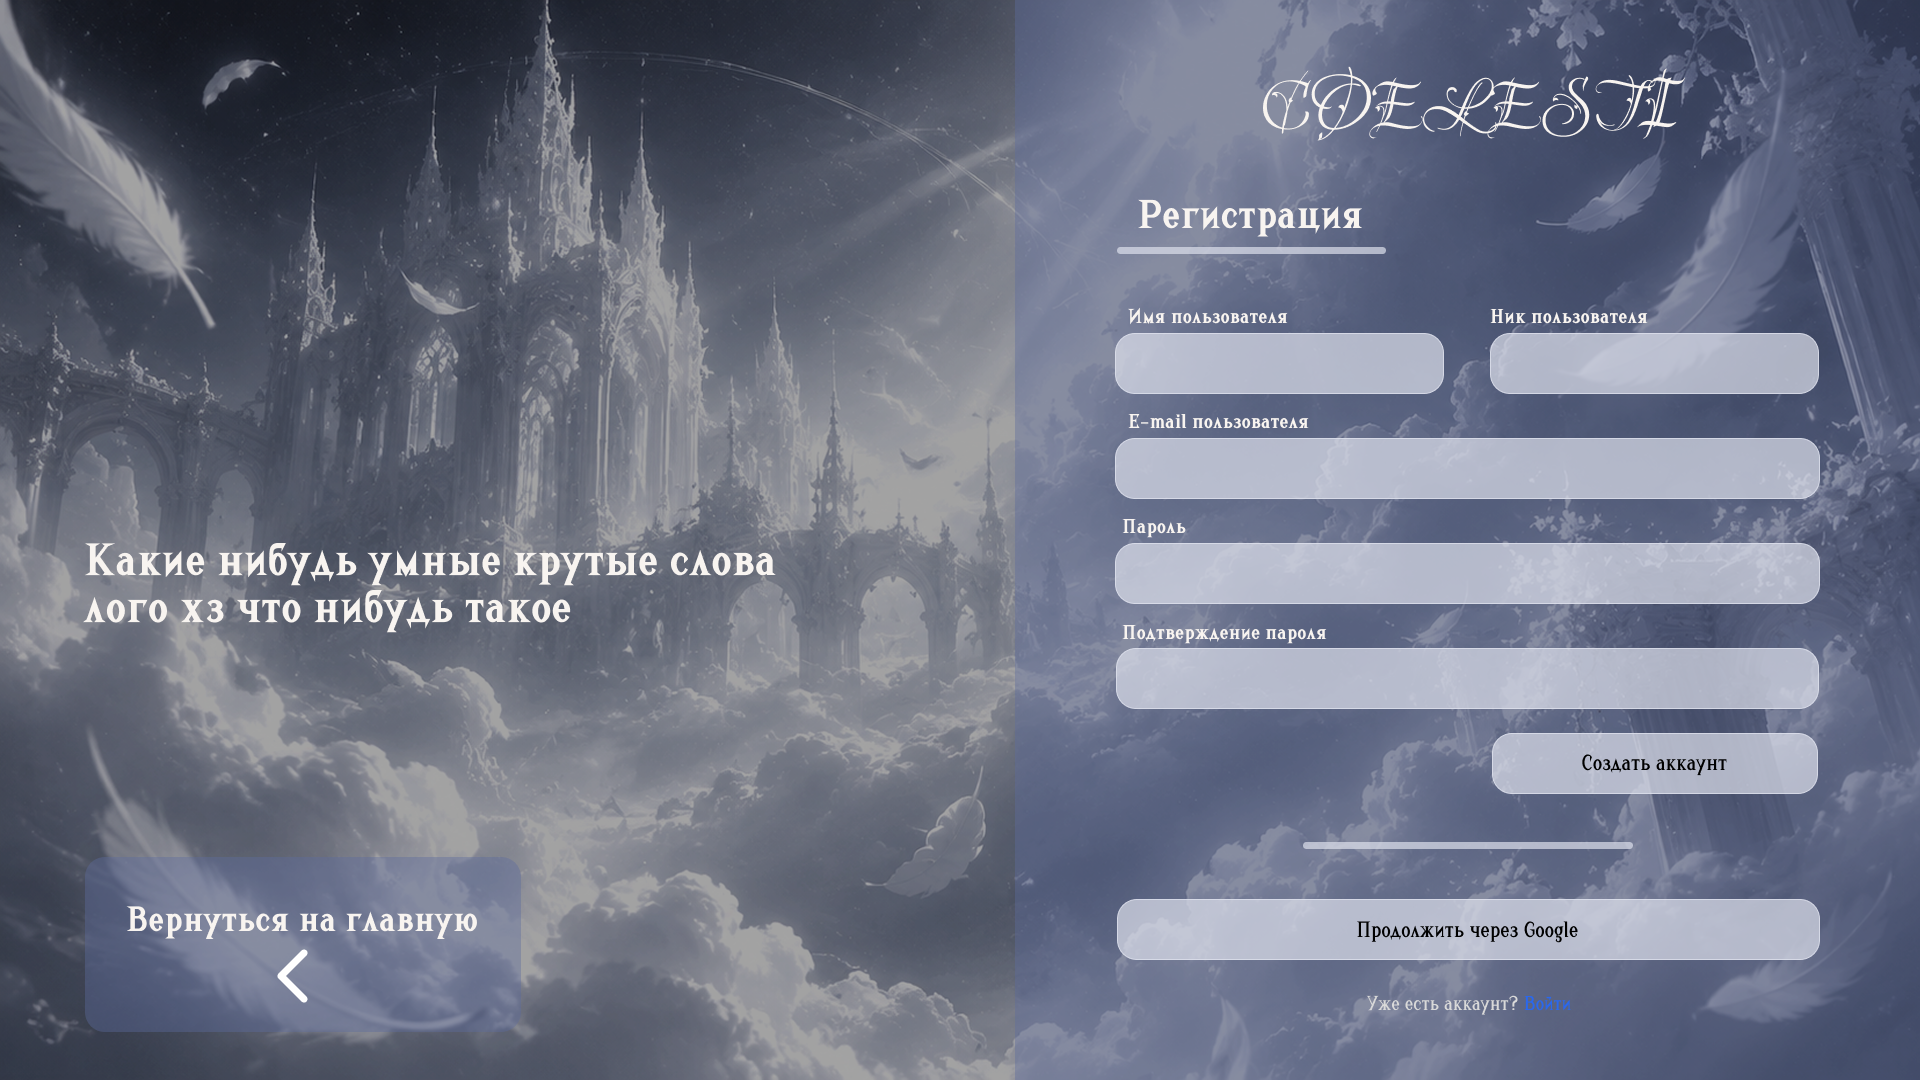 CDELESTI
Регистрация
Имя пользователя
Ник пользователя
E-mail пользователя
Пароль
Подтверждение пароля
Создать аккаунт
Продолжить через Google
Уже есть аккаунт? Войти
Какие нибудь умные крутые слова
лого хз что нибудь такое
Вернуться на главную